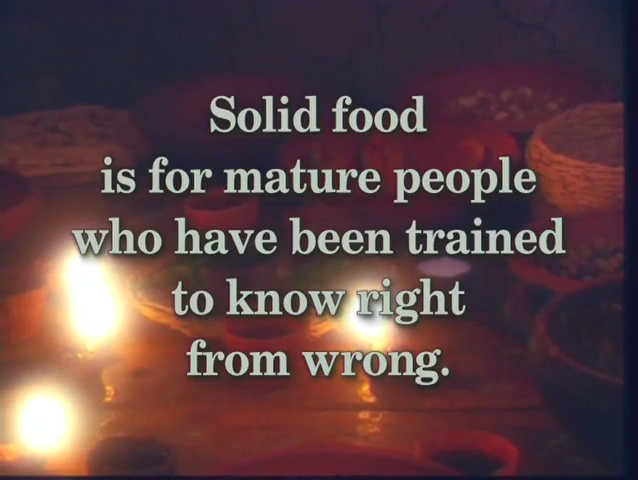 Solid food
is for mature people
who have been trained
to know right
from wrong.